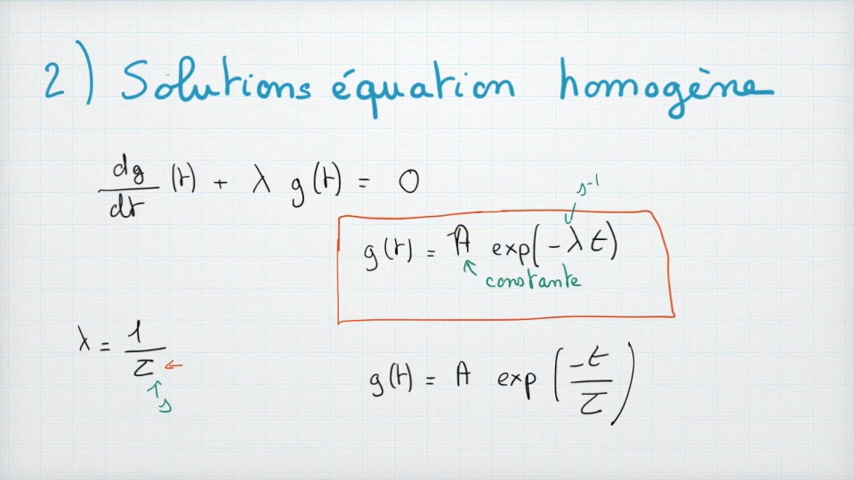 2) Solutions équation homogène
dg/dt (t) + λ g(t) = 0
s-1
g(t) = A exp(-λt)
constante
λ = 1/τ
s
g(t) = A exp(-t/τ)